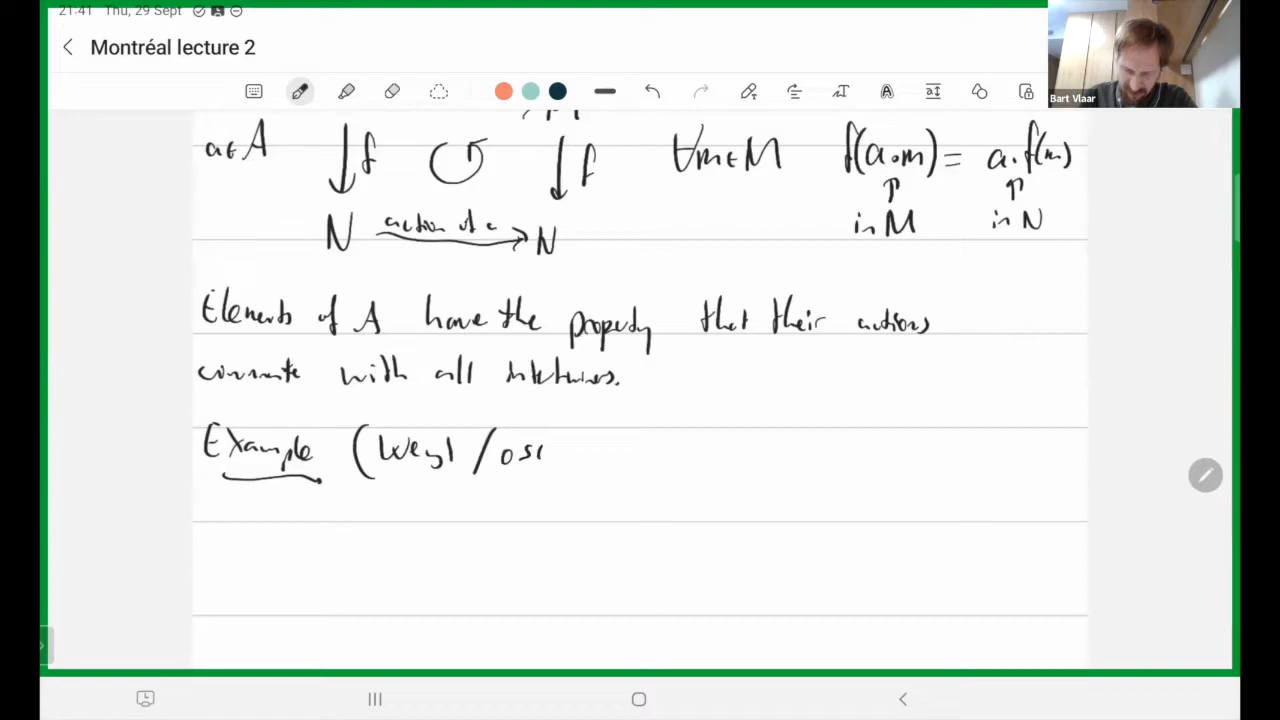 21:41 Thu, 29 Sept
Montréal lecture 2
Bart Vlaar
a∈A ↓f ↓f ∀m∈M f(a·m) = a·f(m)
↑ ↑
in M in N
N action of a → N
Elements of A have the property that their actions
commute with all intertwiners.
Example (Weyl / osc